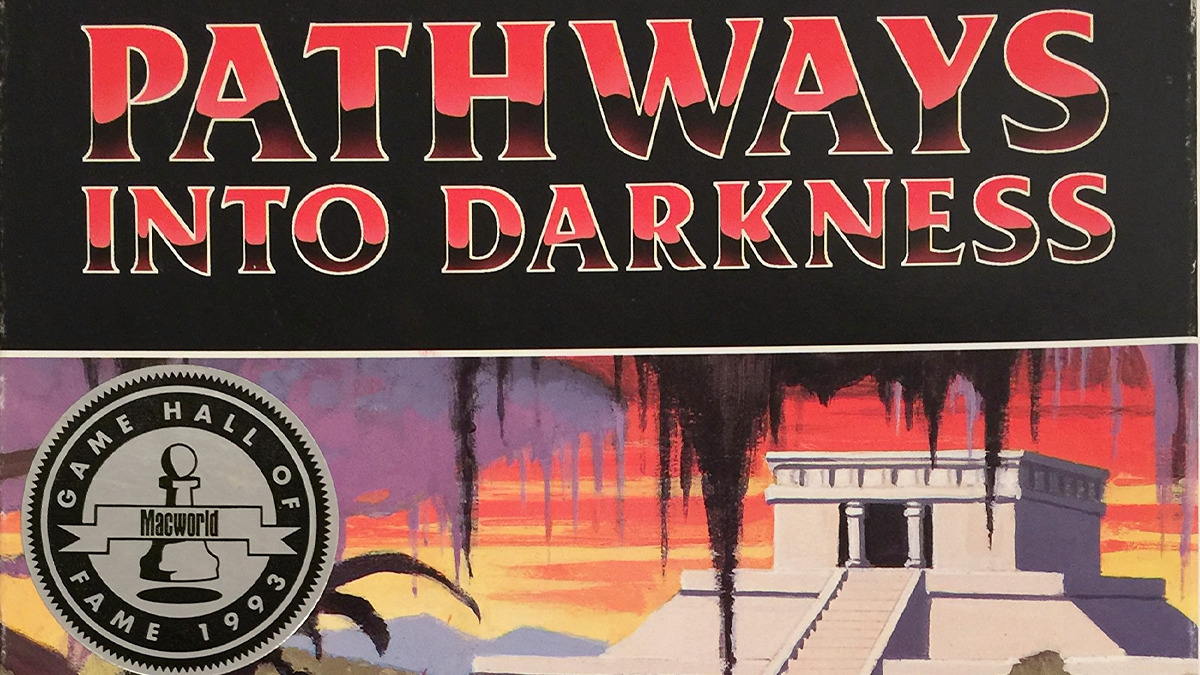 PATHWAYS
INTO DARKNESS
GAME HALL OF
Macworld
FAME 1993